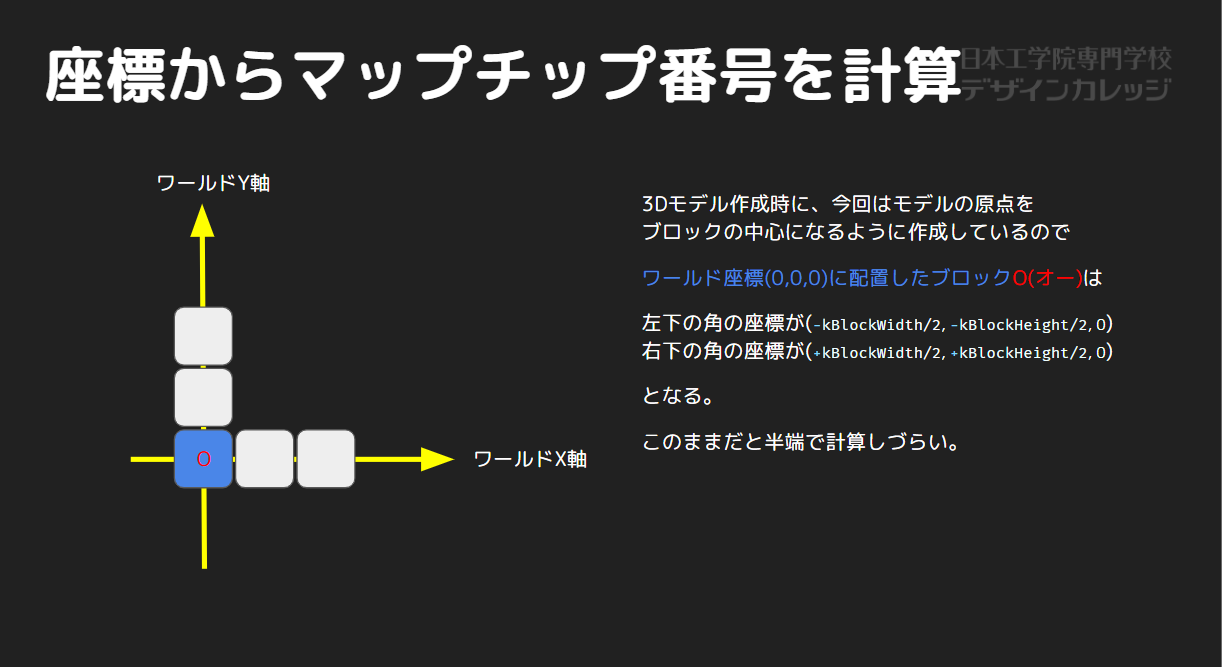 座標からマップチップ番号を計算
日本工学院専門学校
デザインカレッジ
ワールドY軸
O
ワールドX軸
3Dモデル作成時に、今回はモデルの原点を
ブロックの中心になるように作成しているので
ワールド座標(0,0,0)に配置したブロックO(オー)は
左下の角の座標が(-kBlockWidth/2,-kBlockHeight/2,0)
右下の角の座標が(+kBlockWidth/2,+kBlockHeight/2,0)
となる。
このままだと半端で計算しづらい。